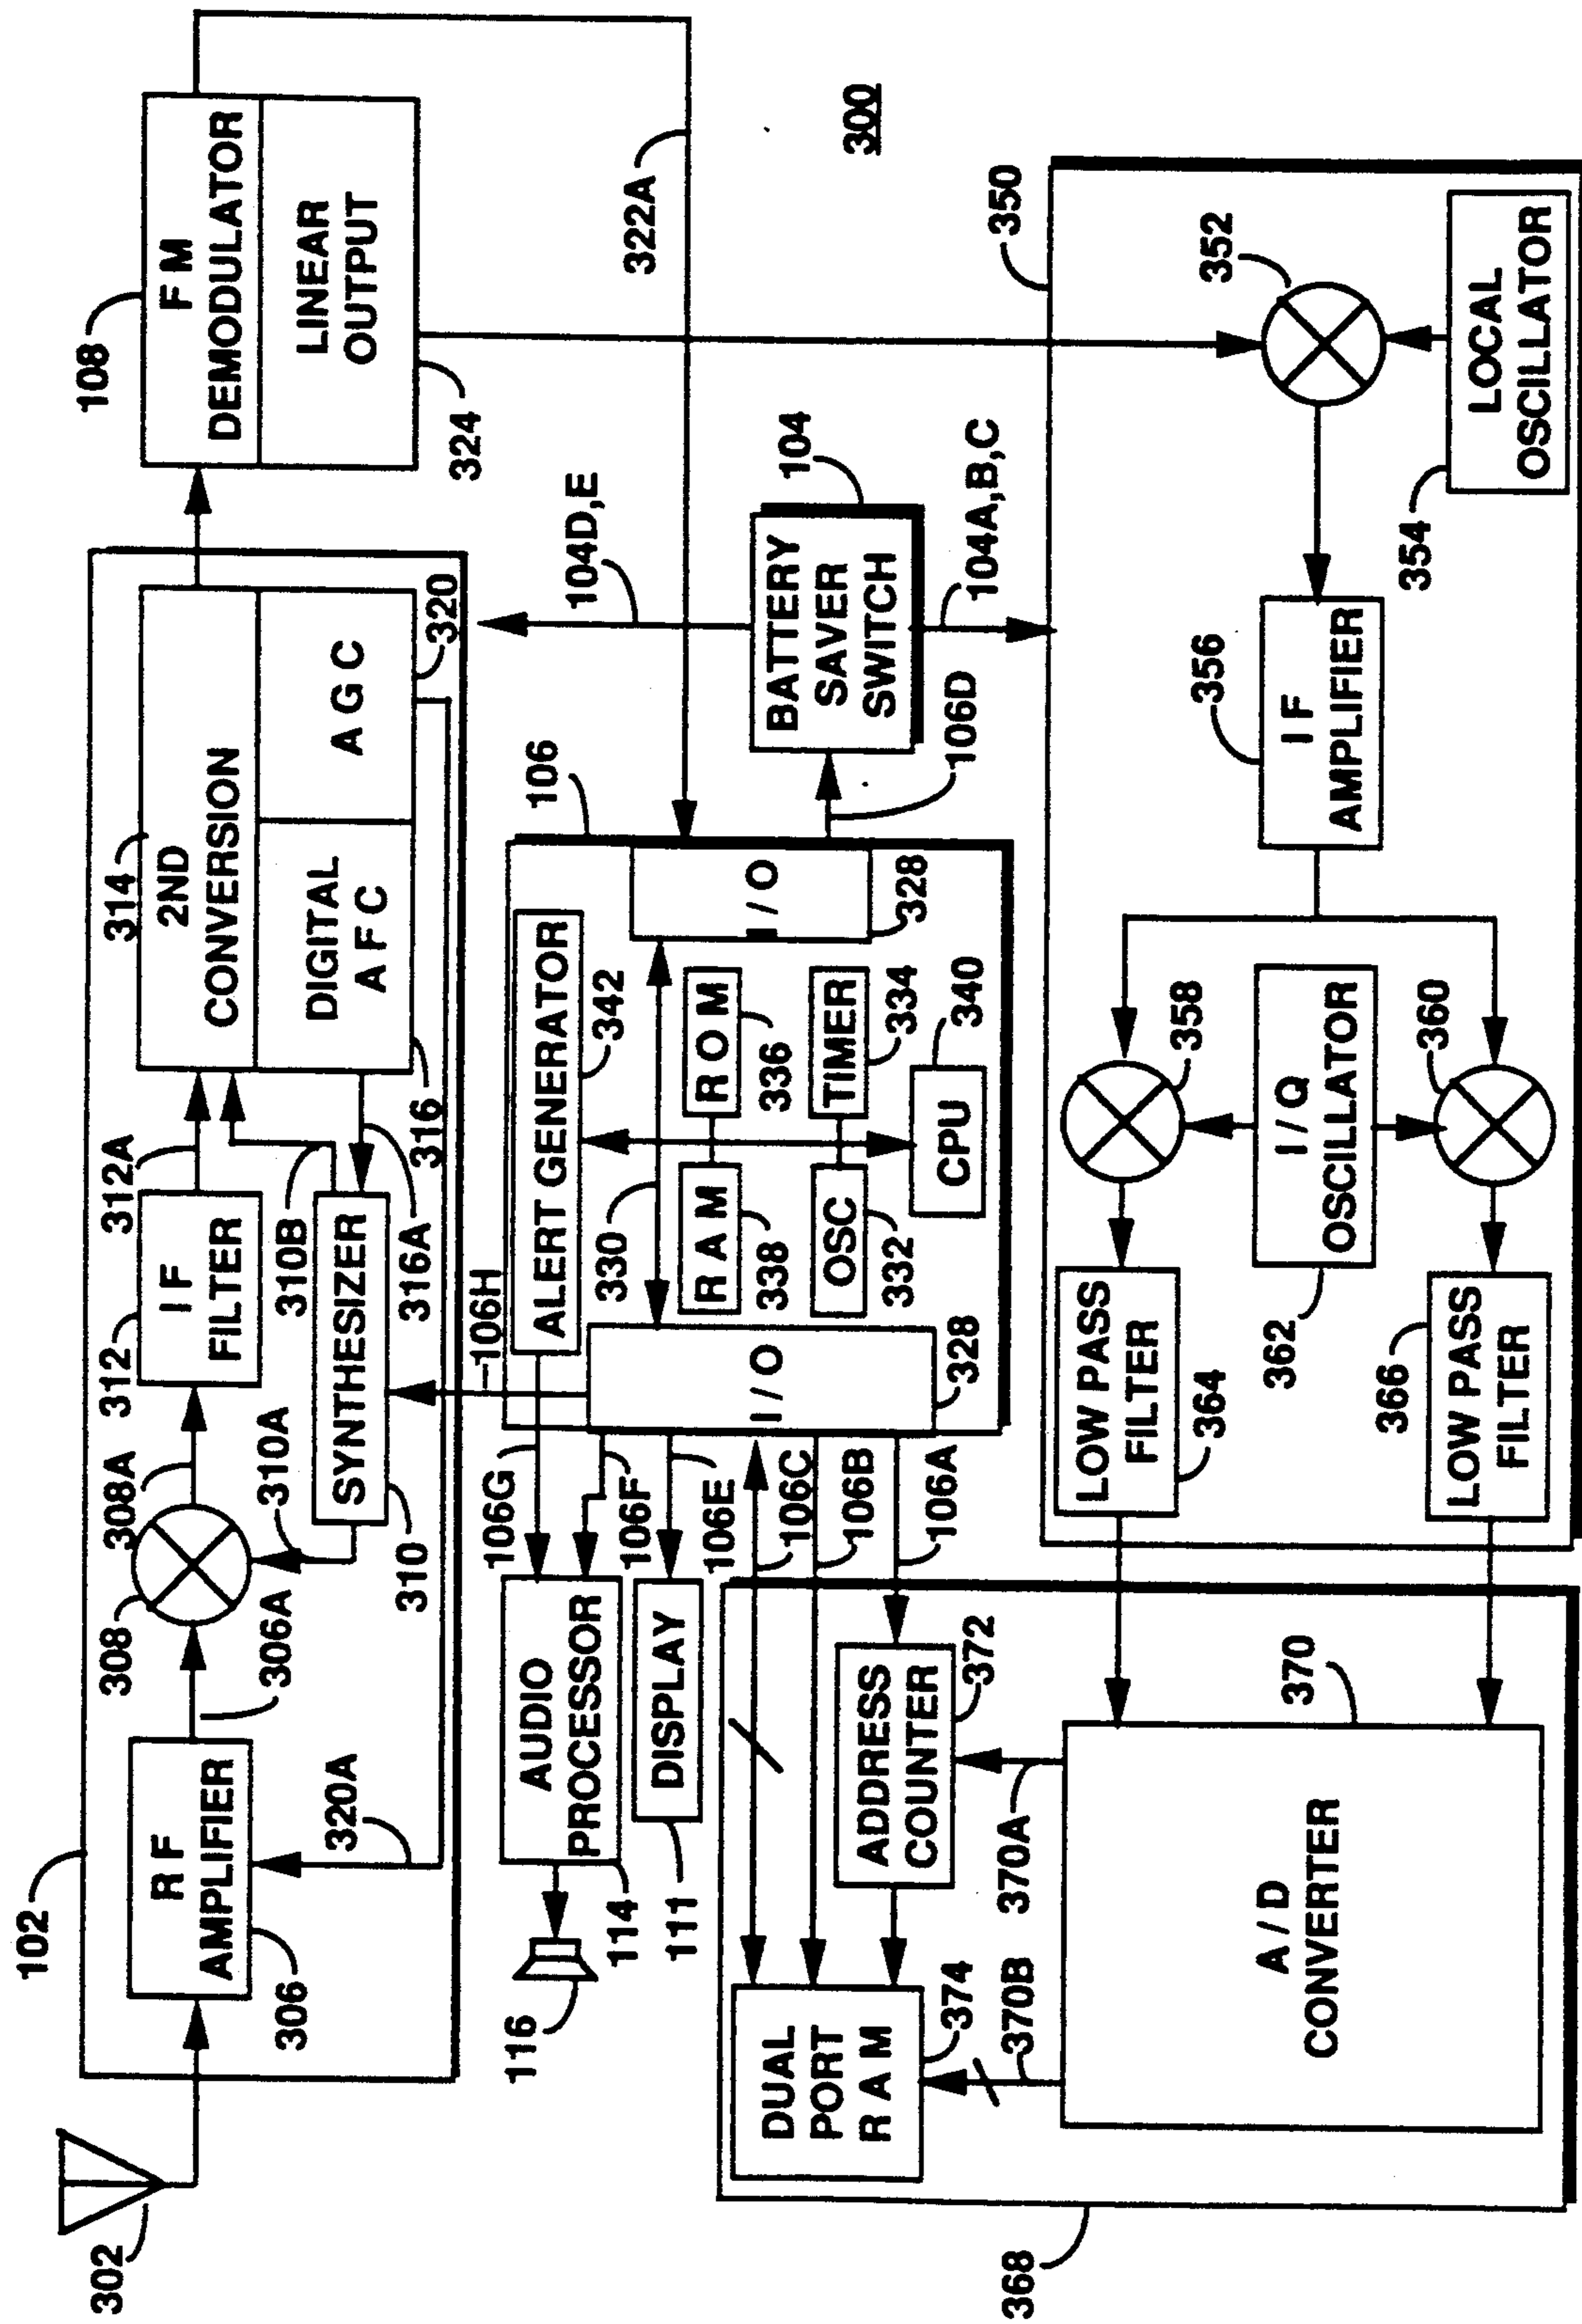 302
102
R F
AMPLIFIER
306
306A
320A
308
308A
310A
310
312
I F
FILTER
312A
SYNTHESIZER
310B
316A
314
2ND
CONVERSION
DIGITAL
A F C
A G C
316
320
108
F M
DEMODULATOR
LINEAR
OUTPUT
324
322A
300
116
AUDIO
PROCESSOR
114
106G
106F
106H
DISPLAY
111
106E
106C
106B
106A
ALERT GENERATOR
342
330
R A M
338
R O M
336
OSC
332
TIMER
334
CPU
340
I / O
328
I / O
328
106
106D
BATTERY
SAVER
SWITCH
104
104D,E
104A,B,C
350
352
LOCAL
OSCILLATOR
354
I F
AMPLIFIER
356
358
360
I / Q
OSCILLATOR
362
LOW PASS
FILTER
364
LOW PASS
FILTER
366
368
DUAL
PORT
R A M
374
ADDRESS
COUNTER
372
370A
370B
A / D
CONVERTER
370